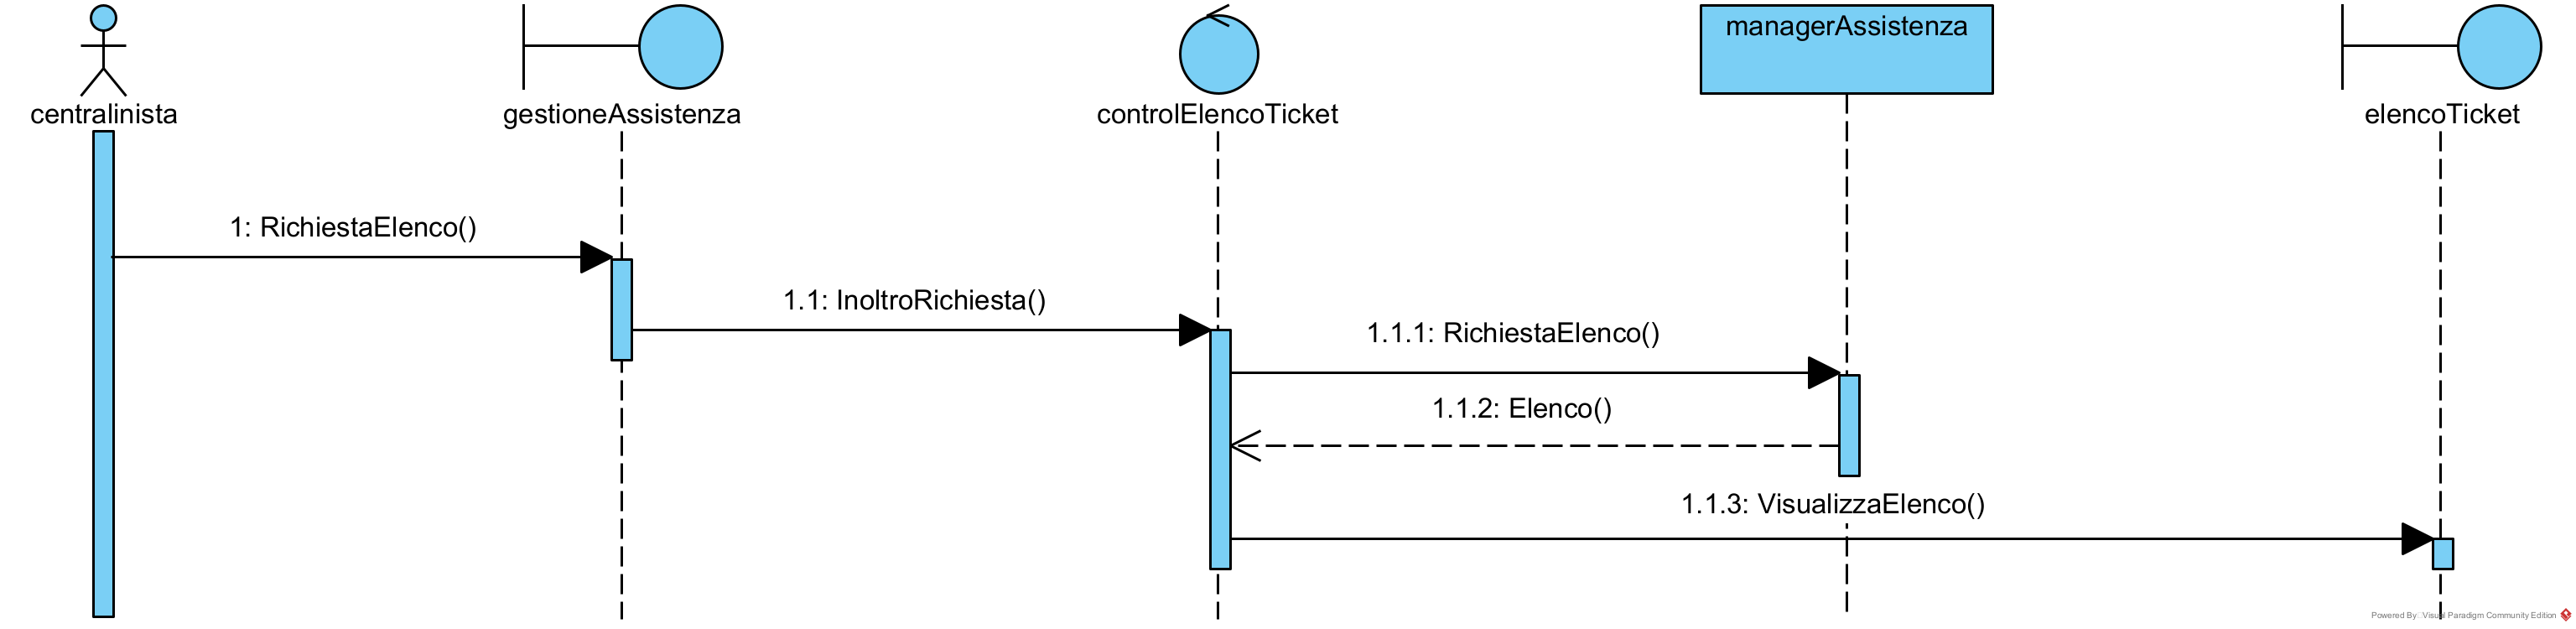 managerAssistenza
centralinista
gestioneAssistenza
controlElencoTicket
elencoTicket
1: RichiestaElenco()
1.1: InoltroRichiesta()
1.1.1: RichiestaElenco()
1.1.2: Elenco()
1.1.3: VisualizzaElenco()
Powered By Visual Paradigm Community Edition